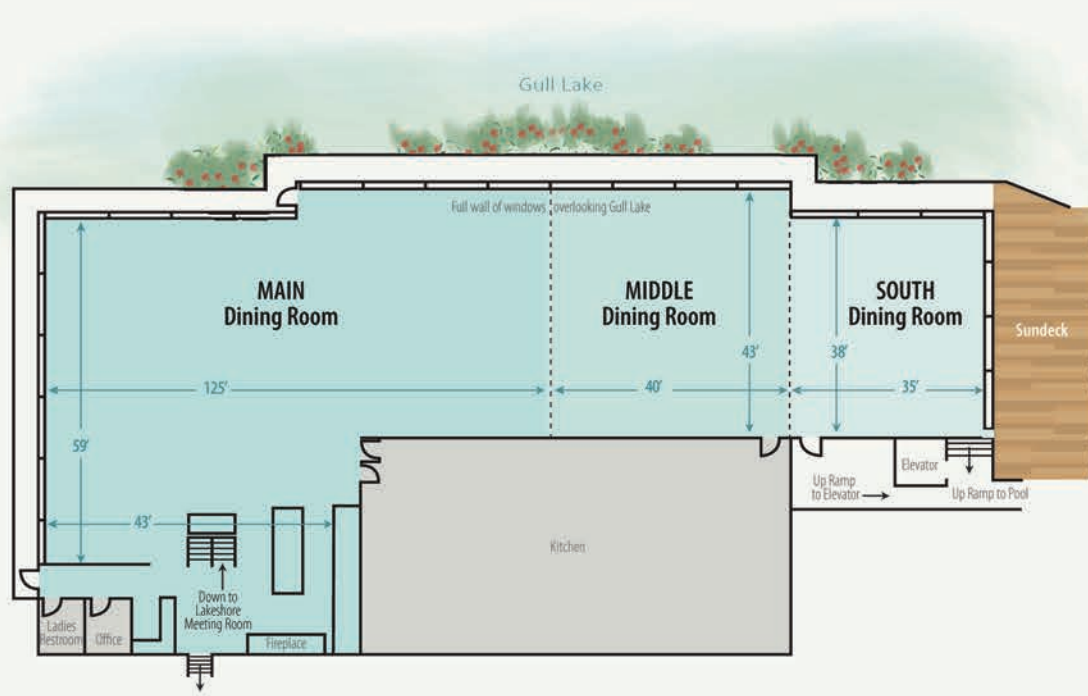 Gull Lake
Full wall of windows overlooking Gull Lake
MAIN
Dining Room
MIDDLE
Dining Room
SOUTH
Dining Room
Sundeck
43'
38'
125'
40'
35'
59'
43'
Elevator
Up Ramp
to Elevator
Up Ramp to Pool
Kitchen
Down to
Lakeshore
Meeting Room
Ladies
Restroom
Office
Fireplace